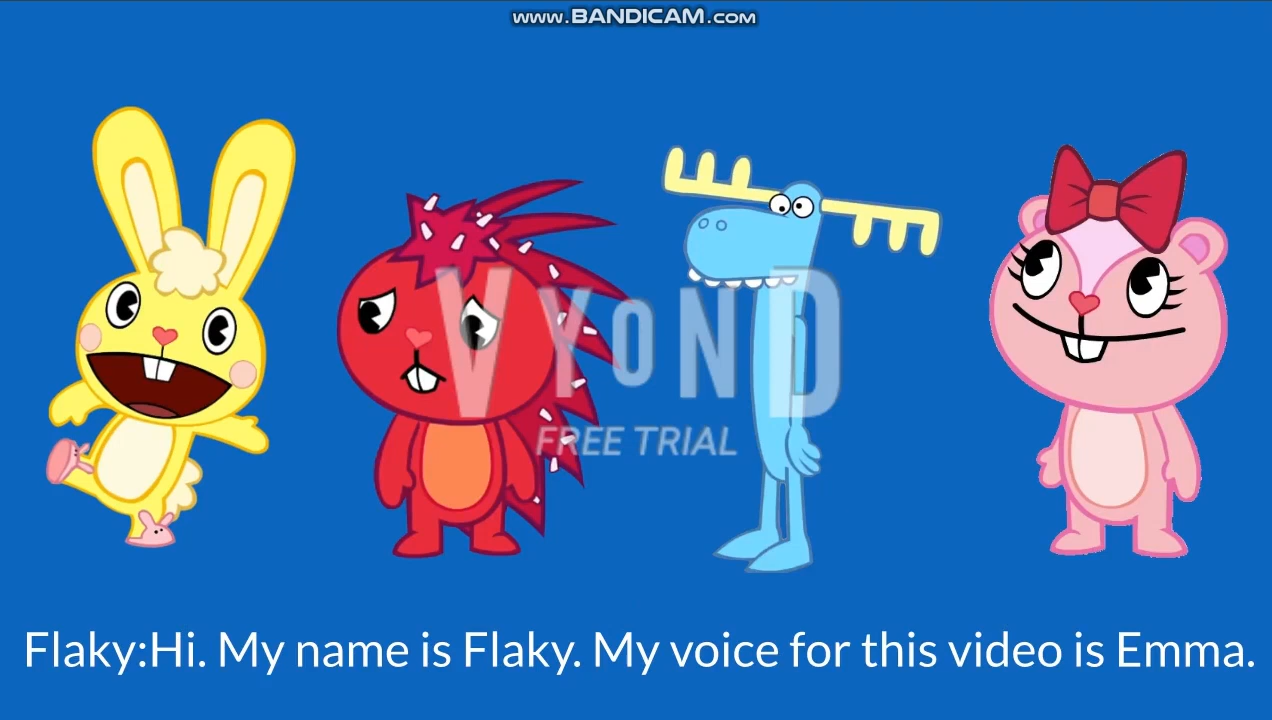 www.BANDICAM.com
VYOND
FREE TRIAL
Flaky:Hi. My name is Flaky. My voice for this video is Emma.